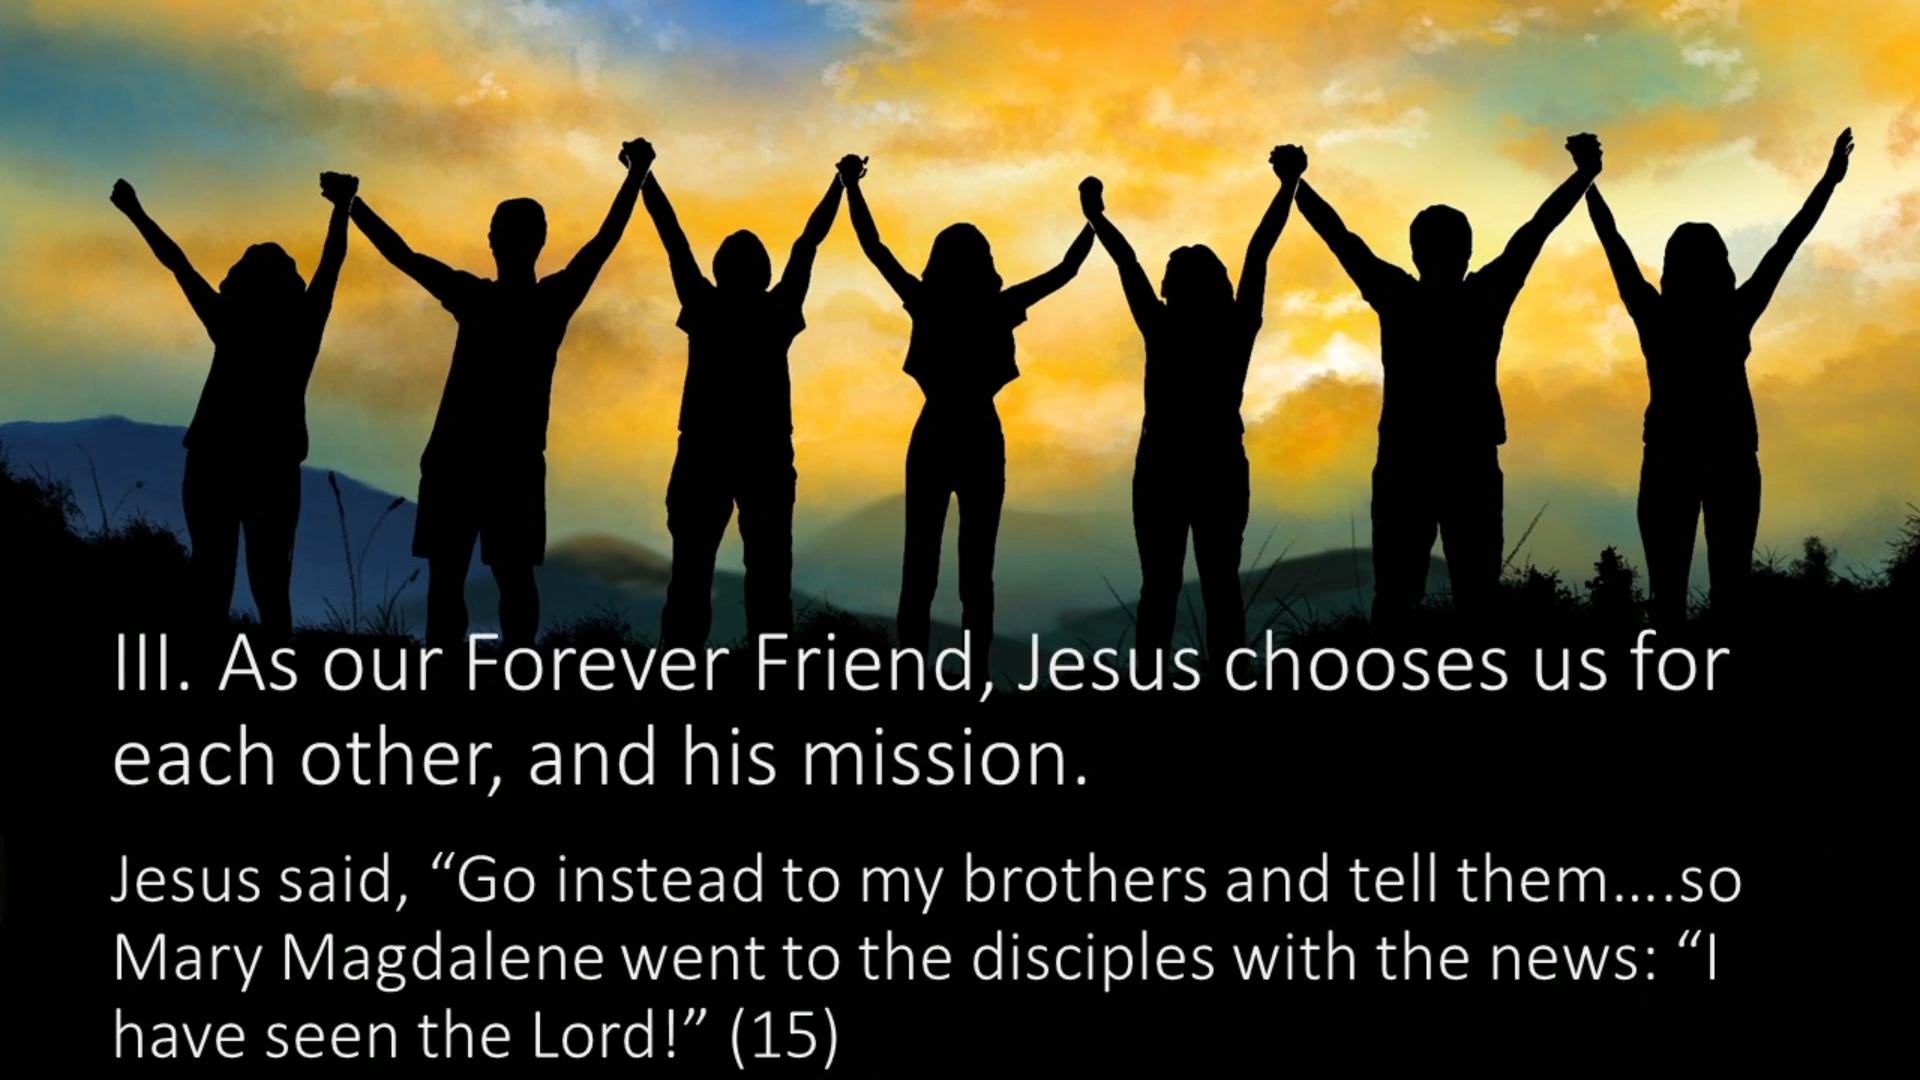 III. As our Forever Friend, Jesus chooses us for
each other, and his mission.
Jesus said, “Go instead to my brothers and tell them....so
Mary Magdalene went to the disciples with the news: “I
have seen the Lord!” (15)